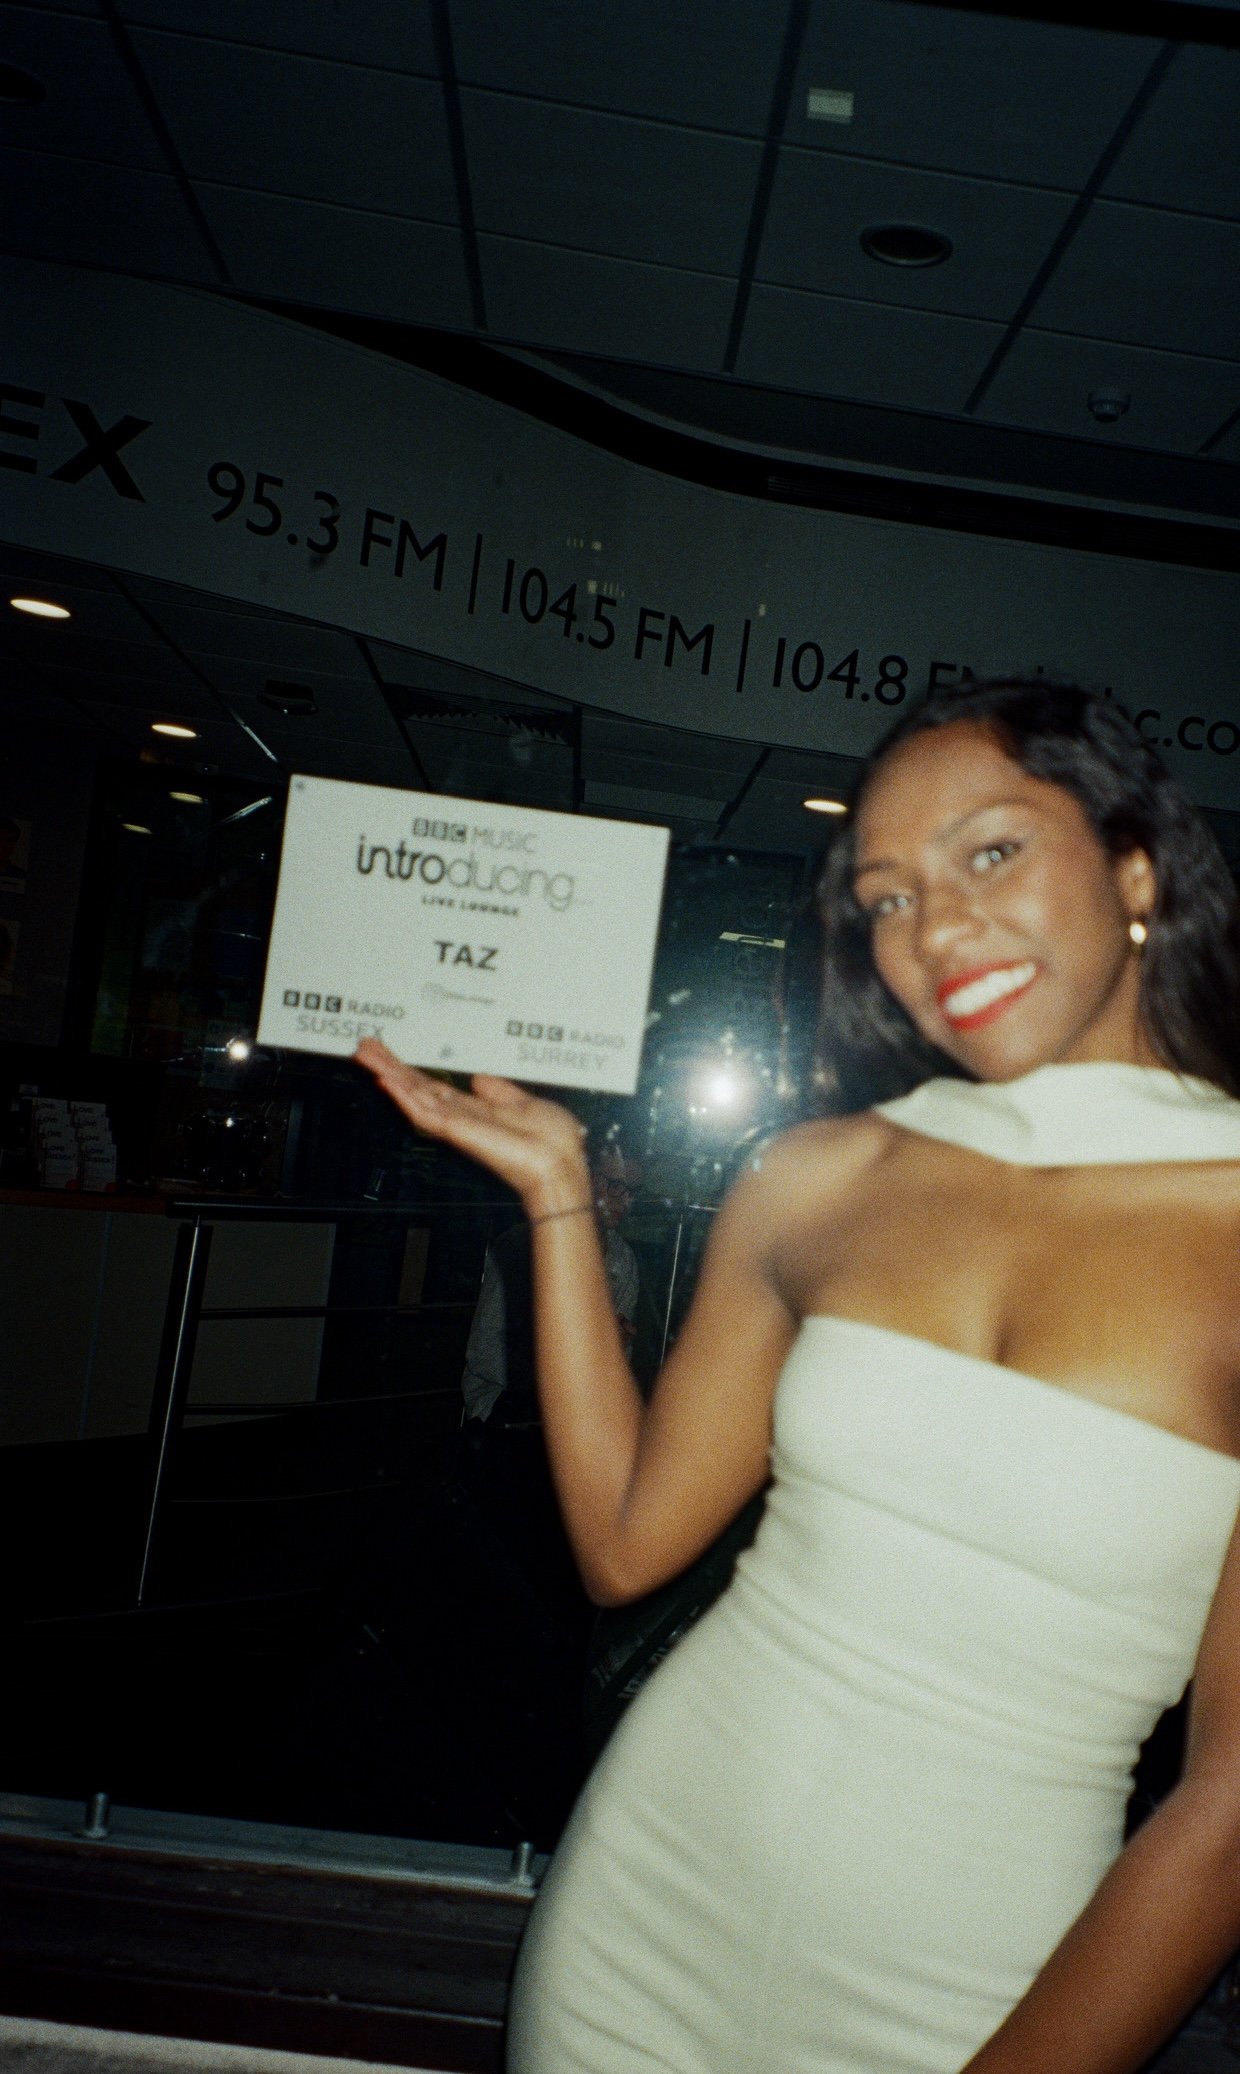 EX 95.3 FM | 104.5 FM | 104.8 FM
BBC MUSIC
introducing
LIVE LOUNGE
TAZ
BBC RADIO
SUSSEX
BBC RADIO
SURREY